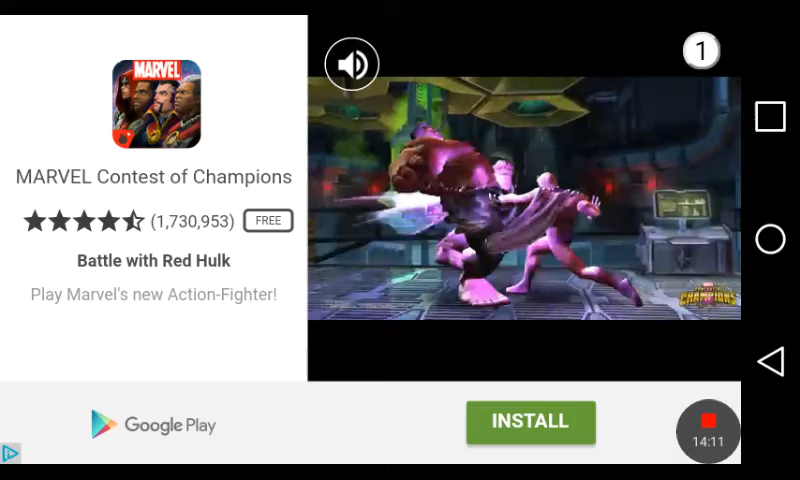 1
MARVEL
MARVEL Contest of Champions
(1,730,953) FREE
Battle with Red Hulk
Play Marvel's new Action-Fighter!
CHAMPIONS
Google Play
INSTALL
14:11